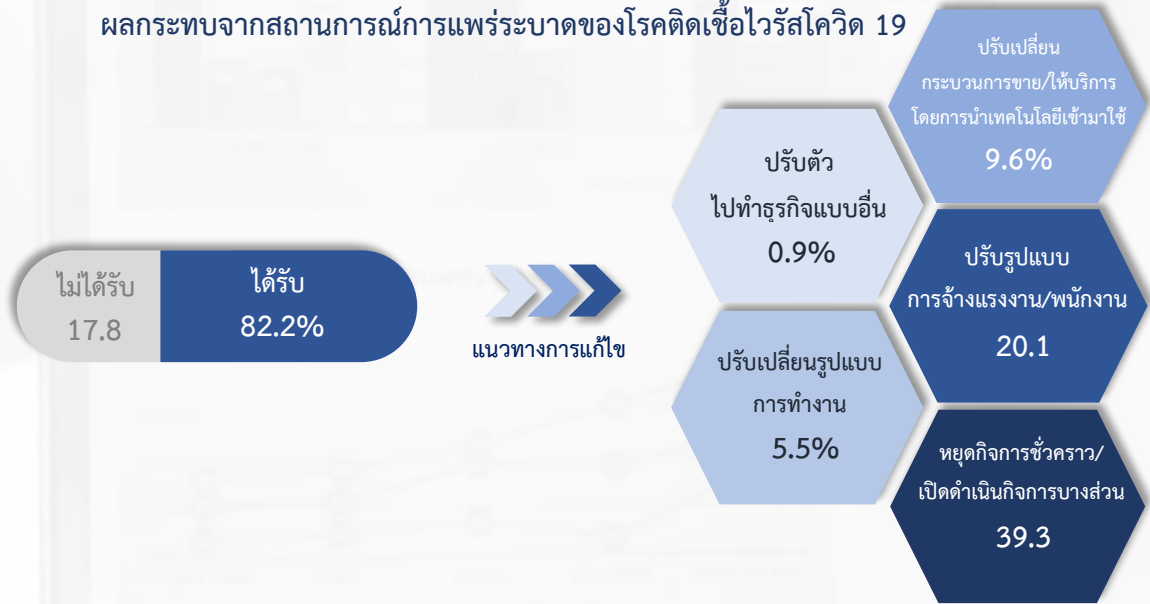 ผลกระทบจากสถานการณ์การแพร่ระบาดของโรคติดเชื้อไวรัสโควิด 19
ไม่ได้รับ
17.8
ได้รับ
82.2%
แนวทางการแก้ไข
ปรับตัว
ไปทำธุรกิจแบบอื่น
0.9%
ปรับเปลี่ยนรูปแบบ
การทำงาน
5.5%
ปรับเปลี่ยน
กระบวนการขาย/ให้บริการ
โดยการนำเทคโนโลยีเข้ามาใช้
9.6%
ปรับรูปแบบ
การจ้างแรงงาน/พนักงาน
20.1
หยุดกิจการชั่วคราว/
เปิดดำเนินกิจการบางส่วน
39.3